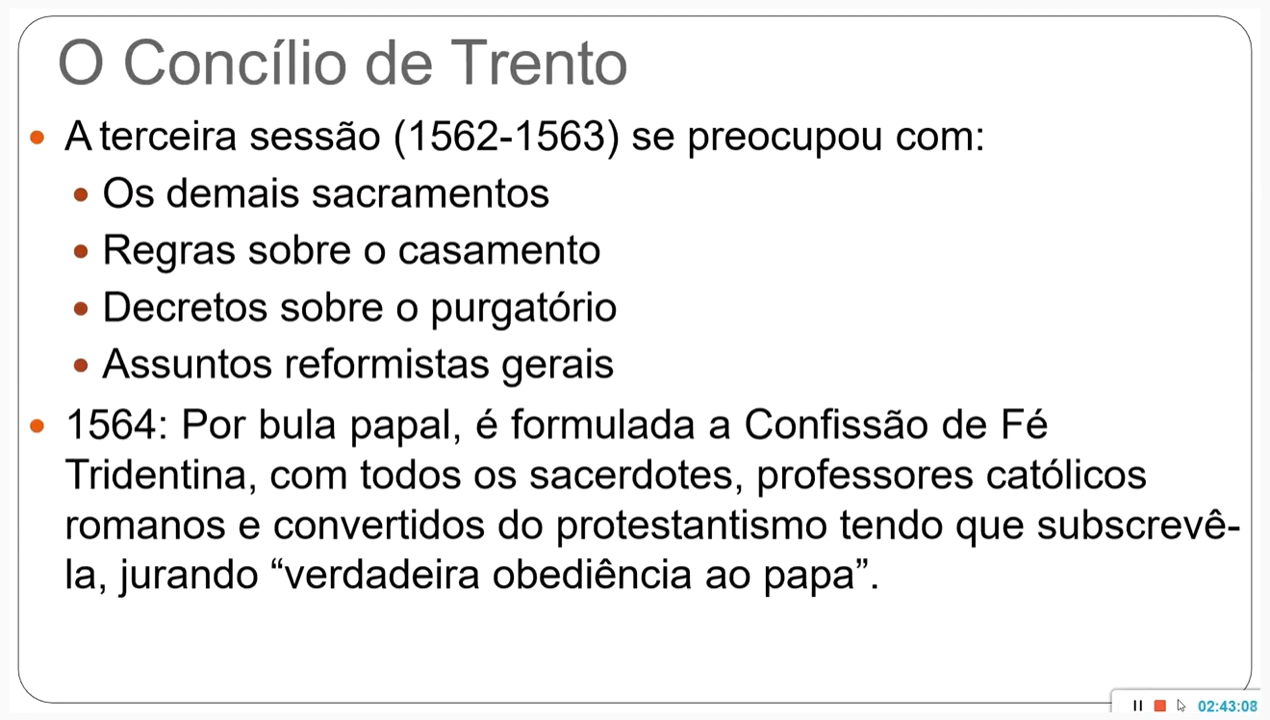 O Concílio de Trento
• A terceira sessão (1562-1563) se preocupou com:
• Os demais sacramentos
• Regras sobre o casamento
• Decretos sobre o purgatório
• Assuntos reformistas gerais
• 1564: Por bula papal, é formulada a Confissão de Fé
Tridentina, com todos os sacerdotes, professores católicos
romanos e convertidos do protestantismo tendo que subscrevê-
la, jurando “verdadeira obediência ao papa”.
02:43:08